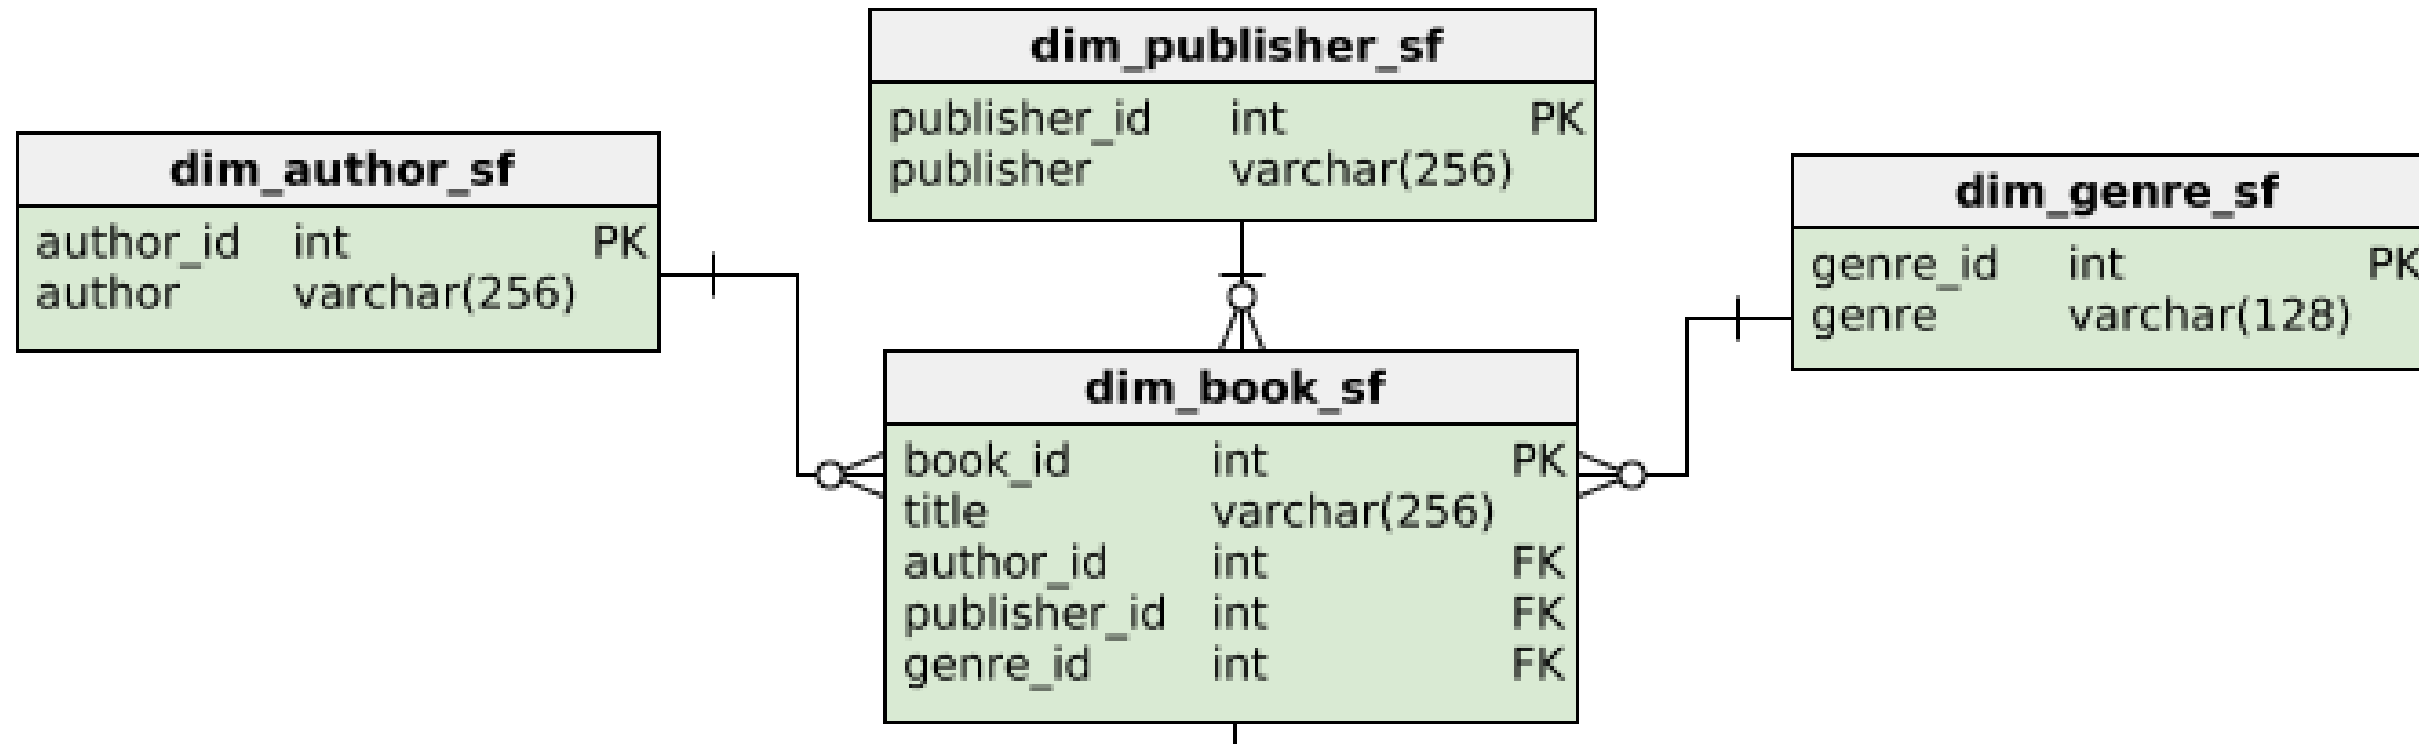 dim_publisher_sf
publisher_id int PK
publisher varchar(256)
dim_author_sf
author_id int PK
author varchar(256)
dim_genre_sf
genre_id int PK
genre varchar(128)
dim_book_sf
book_id int PK
title varchar(256)
author_id int FK
publisher_id int FK
genre_id int FK